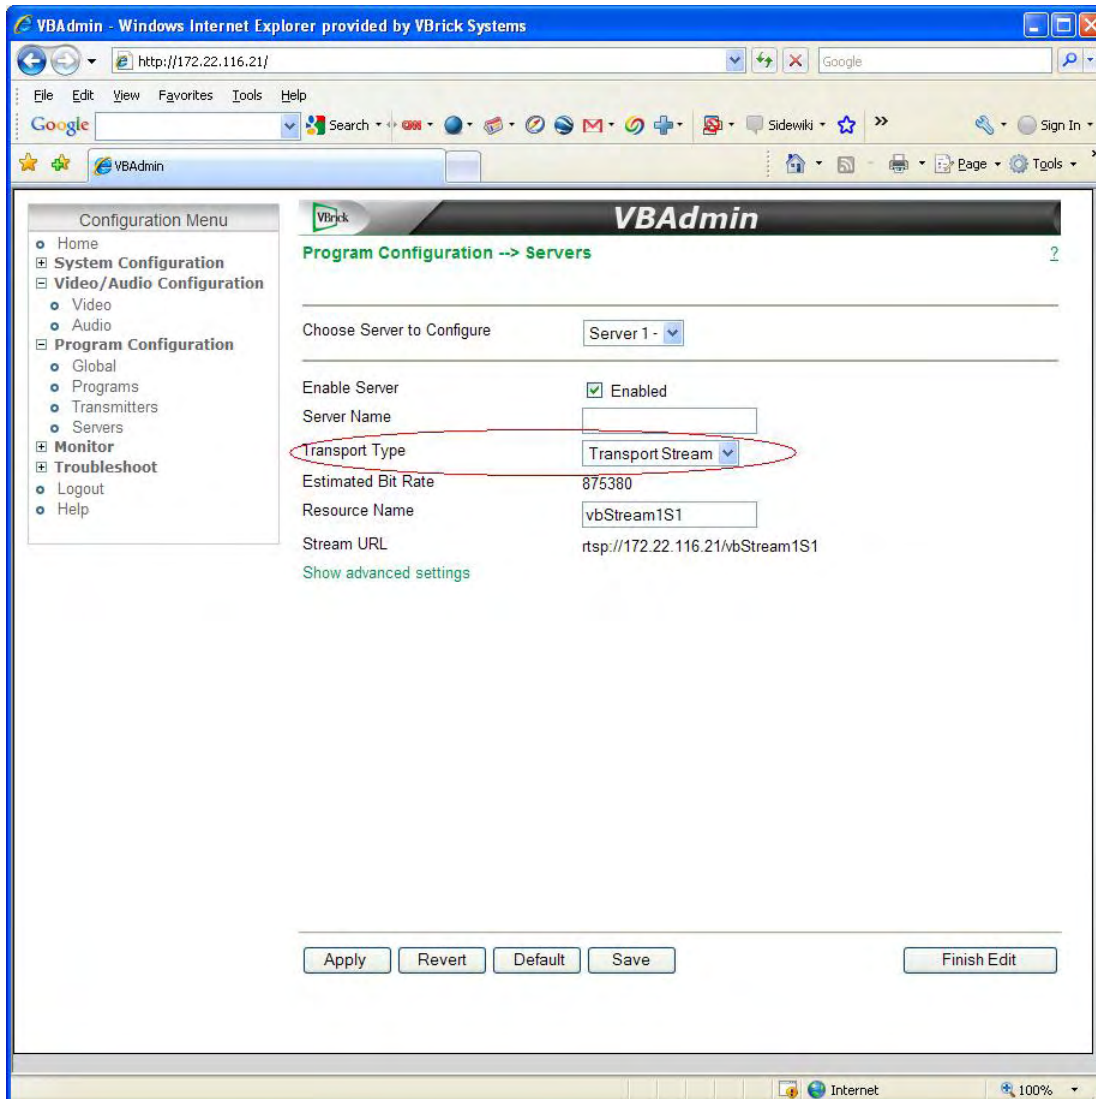 VBAdmin - Windows Internet Explorer provided by VBrick Systems
http://172.22.116.21/
Google
File Edit View Favorites Tools Help
Google Search CNN Sidewiki » Sign In
VBAdmin Page Tools »
Configuration Menu
Home
System Configuration
Video/Audio Configuration
Video
Audio
Program Configuration
Global
Programs
Transmitters
Servers
Monitor
Troubleshoot
Logout
Help
VBrick VBAdmin
Program Configuration --> Servers ?
Choose Server to Configure Server 1 -
Enable Server Enabled
Server Name
Transport Type Transport Stream
Estimated Bit Rate 875380
Resource Name vbStream1S1
Stream URL rtsp://172.22.116.21/vbStream1S1
Show advanced settings
Apply Revert Default Save Finish Edit
Internet 100%